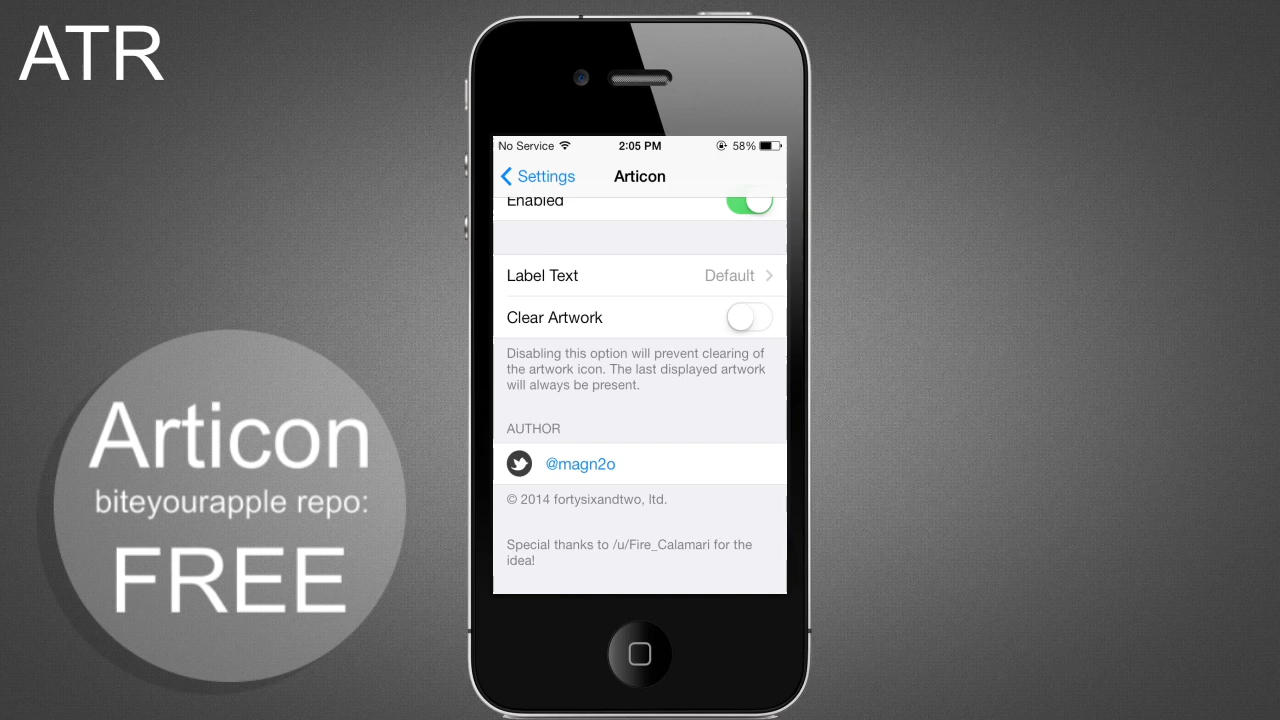 ATR
No Service 2:05 PM 58%
Settings Articon
Enabled
Label Text Default
Clear Artwork
Disabling this option will prevent clearing of
the artwork icon. The last displayed artwork
will always be present.
AUTHOR
@magn2o
© 2014 fortysixandtwo, ltd.
Special thanks to /u/Fire_Calamari for the
idea!
Articon
biteyourapple repo:
FREE